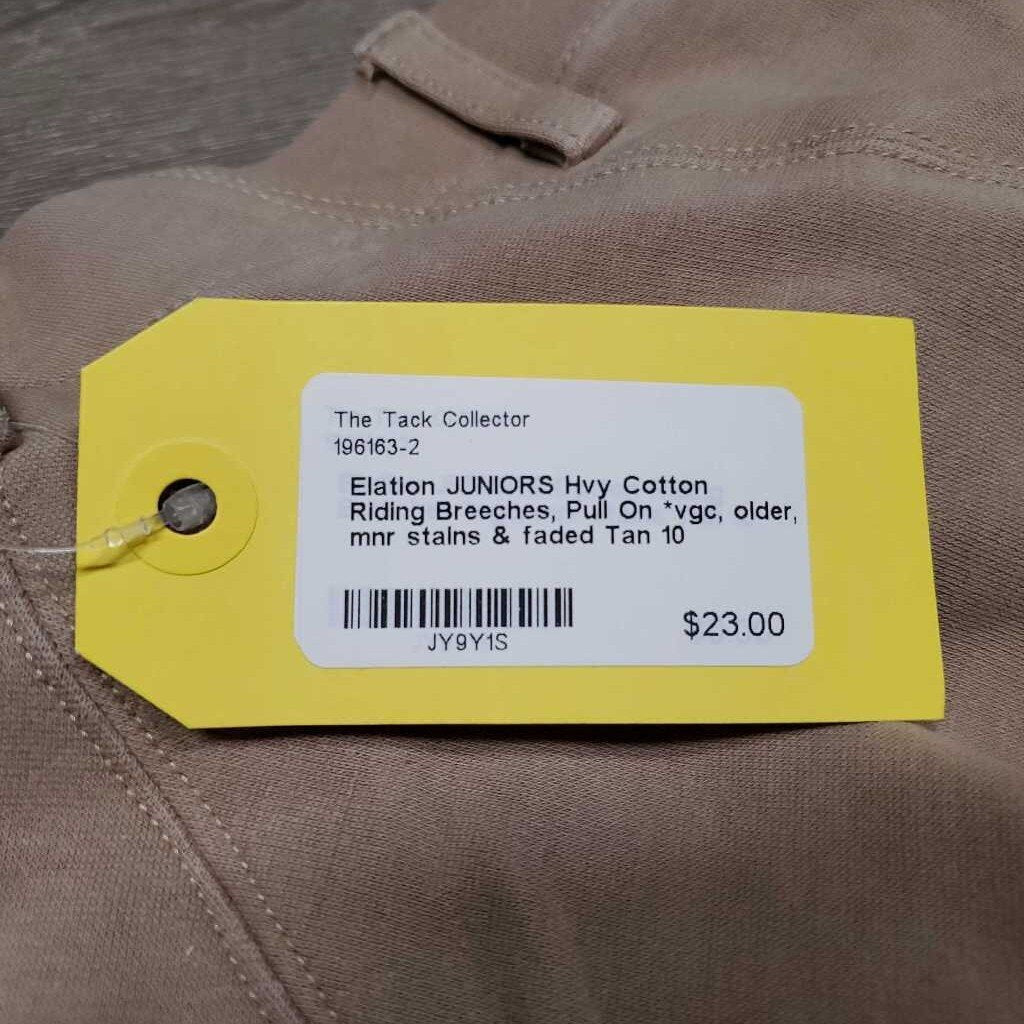 The Tack Collector
196163-2
Elation JUNIORS Hvy Cotton
Riding Breeches, Pull On *vgc, older,
mnr stains & faded Tan 10
JY9Y1S
$23.00